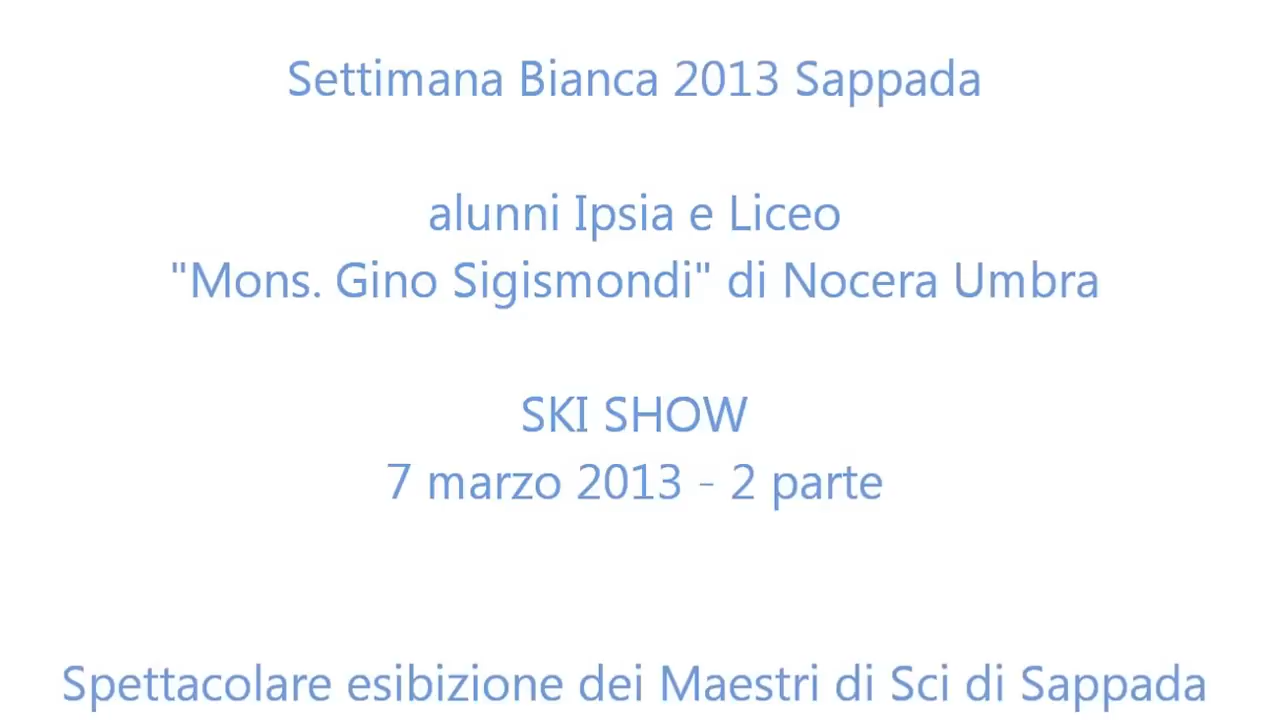 Settimana Bianca 2013 Sappada
alunni Ipsia e Liceo
"Mons. Gino Sigismondi" di Nocera Umbra
SKI SHOW
7 marzo 2013 - 2 parte
Spettacolare esibizione dei Maestri di Sci di Sappada